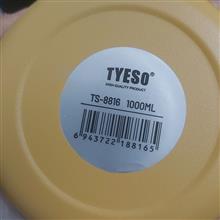 TYESO®
HIGH QUALITY PRODUCT
TS-8816 1000ML
6 943722 188165